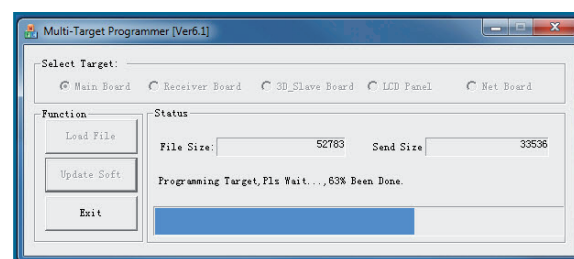 Multi-Target Programmer [Ver6.1]
Select Target:
Main Board Receiver Board 3D_Slave Board LCD Panel Net Board
Function
Status
Load File
File Size: 52783 Send Size 33536
Update Soft
Programming Target,Pls Wait...,63% Been Done.
Exit